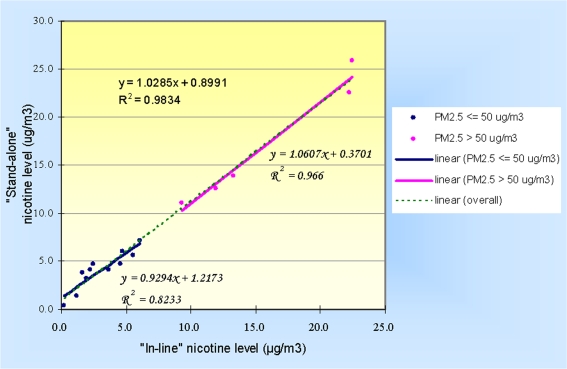 30.0
25.0
20.0
15.0
10.0
5.0
0.0
"Stand-alone"
nicotine level (ug/m3)
y = 1.0285x + 0.8991
R2 = 0.9834
y = 1.0607x + 0.3701
R2 = 0.966
y = 0.9294x + 1.2173
R2 = 0.8233
0.0 5.0 10.0 15.0 20.0 25.0
"In-line" nicotine level (µg/m3)
PM2.5 <= 50 ug/m3
PM2.5 > 50 ug/m3
linear (PM2.5 <= 50 ug/m3)
linear (PM2.5 > 50 ug/m3)
linear (overall)